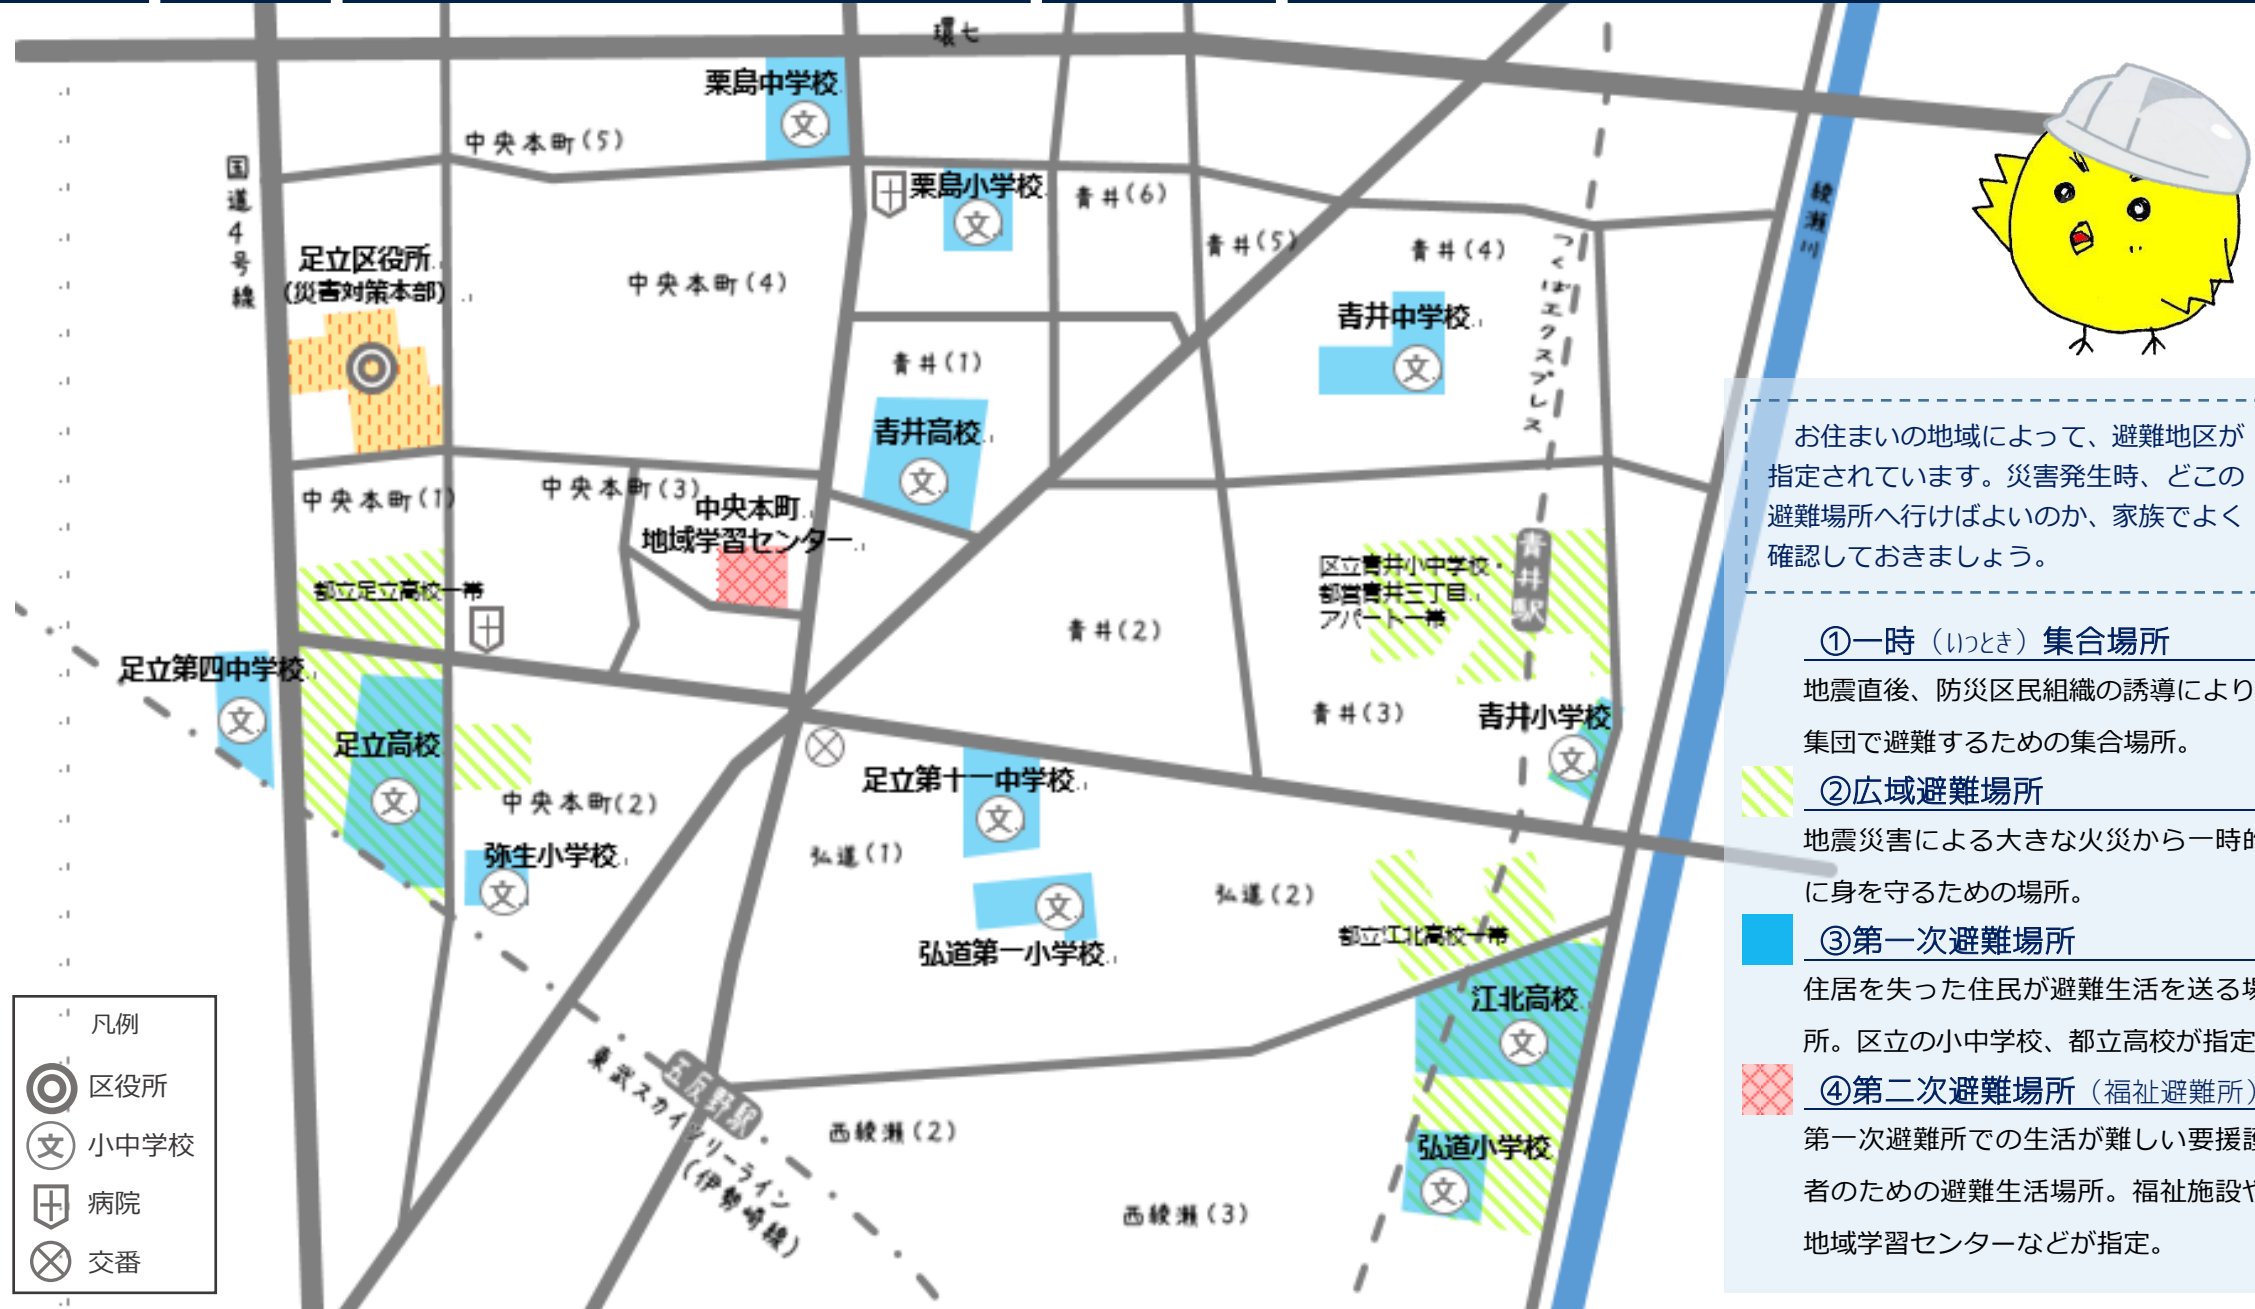 環七
栗島中学校
中央本町(5)
国道4号線
栗島小学校
青井(6)
綾瀬川
足立区役所
(災害対策本部)
中央本町(4)
青井(5)
青井(4)
つくばエクスプレス
青井中学校
青井(1)
青井高校
中央本町(1)
中央本町(3)
中央本町
地域学習センター
都立足立高校一帯
区立青井小中学校・
都営青井三丁目
アパート一帯
青井駅
青井(2)
足立第四中学校
足立高校
青井(3)
青井小学校
足立第十一中学校
中央本町(2)
弥生小学校
弘道(1)
弘道(2)
弘道第一小学校
都立江北高校一帯
江北高校
五反野駅
東武スカイツリーライン
(伊勢崎線)
西綾瀬(2)
弘道小学校
西綾瀬(3)
凡例
区役所
文 小中学校
病院
交番
お住まいの地域によって、避難地区が
指定されています。災害発生時、どこの
避難場所へ行けばよいのか、家族でよく
確認しておきましょう。
①一時（いっとき）集合場所
地震直後、防災区民組織の誘導により
集団で避難するための集合場所。
②広域避難場所
地震災害による大きな火災から一時的
に身を守るための場所。
③第一次避難場所
住居を失った住民が避難生活を送る場
所。区立の小中学校、都立高校が指定
④第二次避難場所（福祉避難所）
第一次避難所での生活が難しい要援護
者のための避難生活場所。福祉施設や
地域学習センターなどが指定。